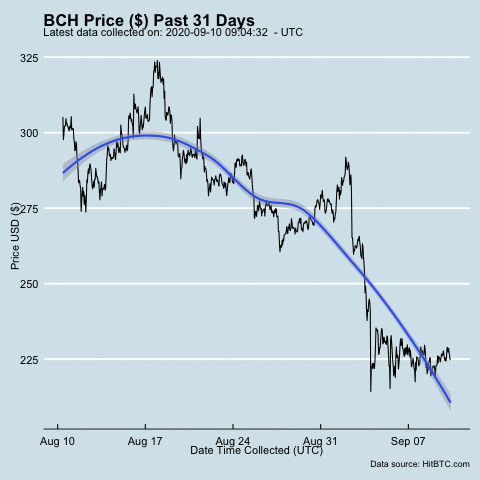 BCH Price ($) Past 31 Days
Latest data collected on: 2020-09-10 09:04:32 - UTC
Price USD ($)
325
300
275
250
225
Aug 10 Aug 17 Aug 24 Aug 31 Sep 07
Date Time Collected (UTC)
Data source: HitBTC.com